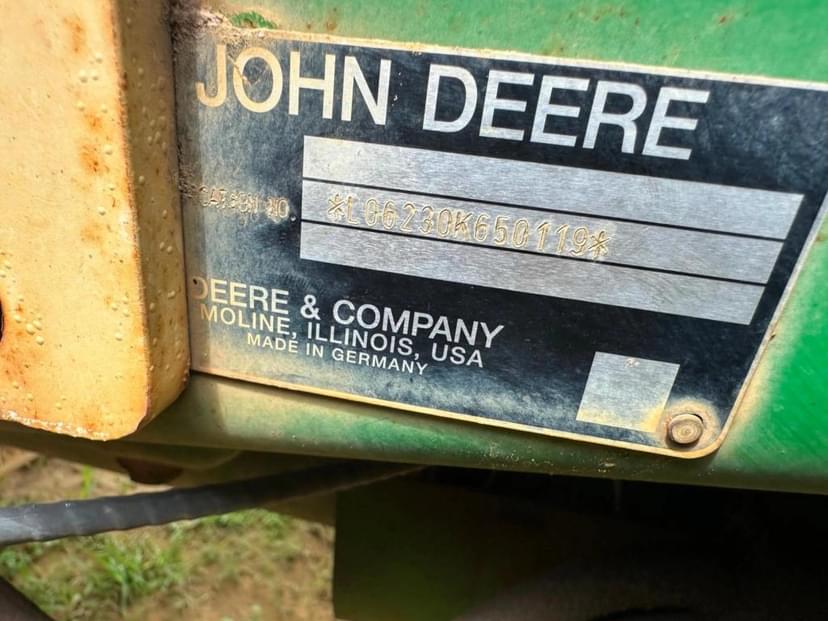 JOHN DEERE
*L06230K650119*
DEERE & COMPANY
MOLINE, ILLINOIS, USA
MADE IN GERMANY